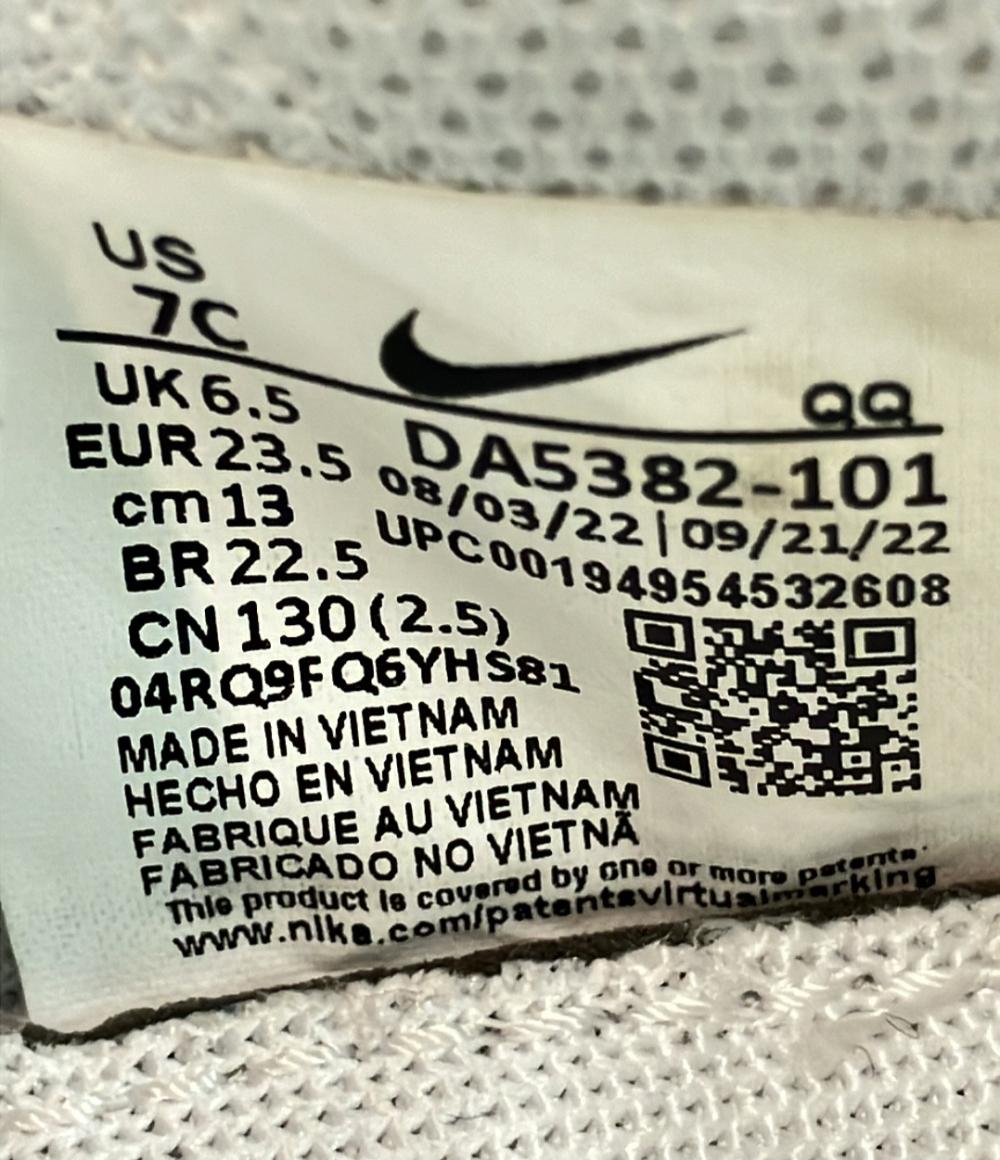 US
7C
QQ
UK 6.5
EUR 23.5
cm 13
BR 22.5
CN 130 (2.5)
04RQ9FQ6YHS81
DA5382-101
08/03/22 | 09/21/22
UPC00194954532608
MADE IN VIETNAM
HECHO EN VIETNAM
FABRIQUE AU VIETNAM
FABRICADO NO VIETNÃ
This product is covered by one or more patents.
www.nike.com/patentsvirtualmarking